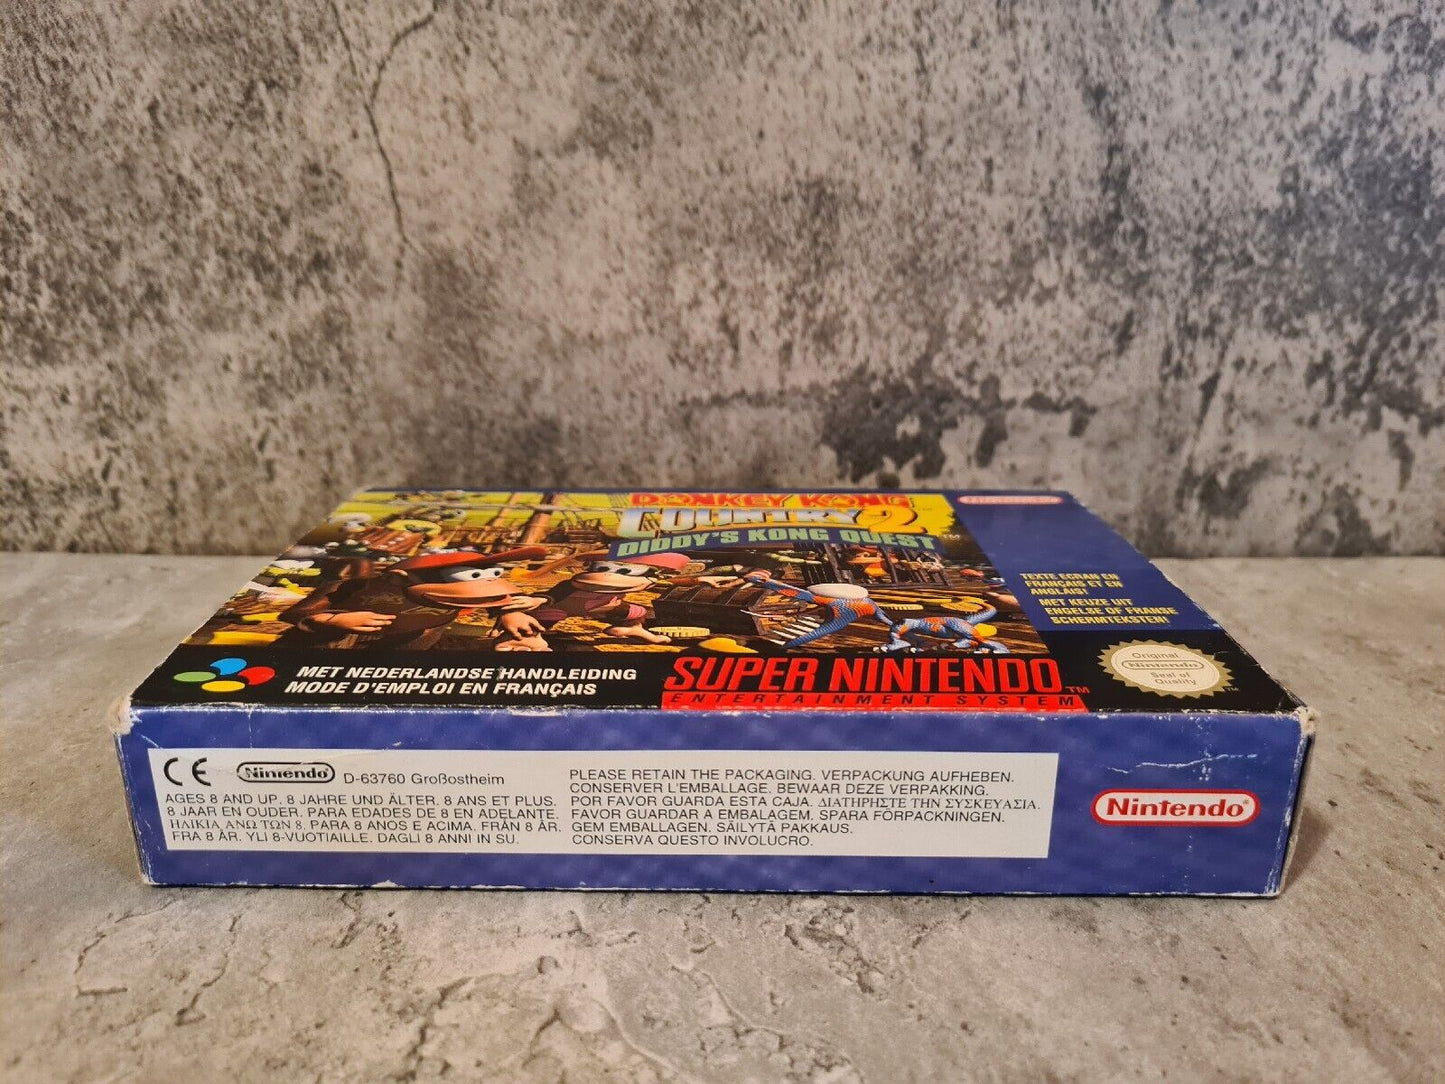 DONKEY KONG
COUNTRY 2 TM
DIDDY'S KONG QUEST
Nintendo
TEXTE ECRAN EN
FRANÇAIS ET EN
ANGLAIS!
MET KEUZE UIT
ENGELSE OF FRANSE
SCHERMTEKSTEN!
MET NEDERLANDSE HANDLEIDING
MODE D'EMPLOI EN FRANÇAIS
SUPER NINTENDO TM
ENTERTAINMENT SYSTEM
Original
Nintendo
Seal of
Quality
TM
CE Nintendo D-63760 Großostheim
AGES 8 AND UP. 8 JAHRE UND ÄLTER. 8 ANS ET PLUS.
8 JAAR EN OUDER. PARA EDADES DE 8 EN ADELANTE.
ΗΛΙΚΙΑ ΑΝΩ ΤΩΝ 8. PARA 8 ANOS E ACIMA. FRÅN 8 ÅR.
FRA 8 ÅR. YLI 8-VUOTIAILLE. DAGLI 8 ANNI IN SU.
PLEASE RETAIN THE PACKAGING. VERPACKUNG AUFHEBEN.
CONSERVER L'EMBALLAGE. BEWAAR DEZE VERPAKKING.
POR FAVOR GUARDA ESTA CAJA. ΔΙΑΤΗΡΗΣΤΕ ΤΗΝ ΣΥΣΚΕΥΑΣΙΑ.
FAVOR GUARDAR A EMBALAGEM. SPARA FÖRPACKNINGEN.
GEM EMBALLAGEN. SÄILYTÄ PAKKAUS.
CONSERVA QUESTO INVOLUCRO.
Nintendo®